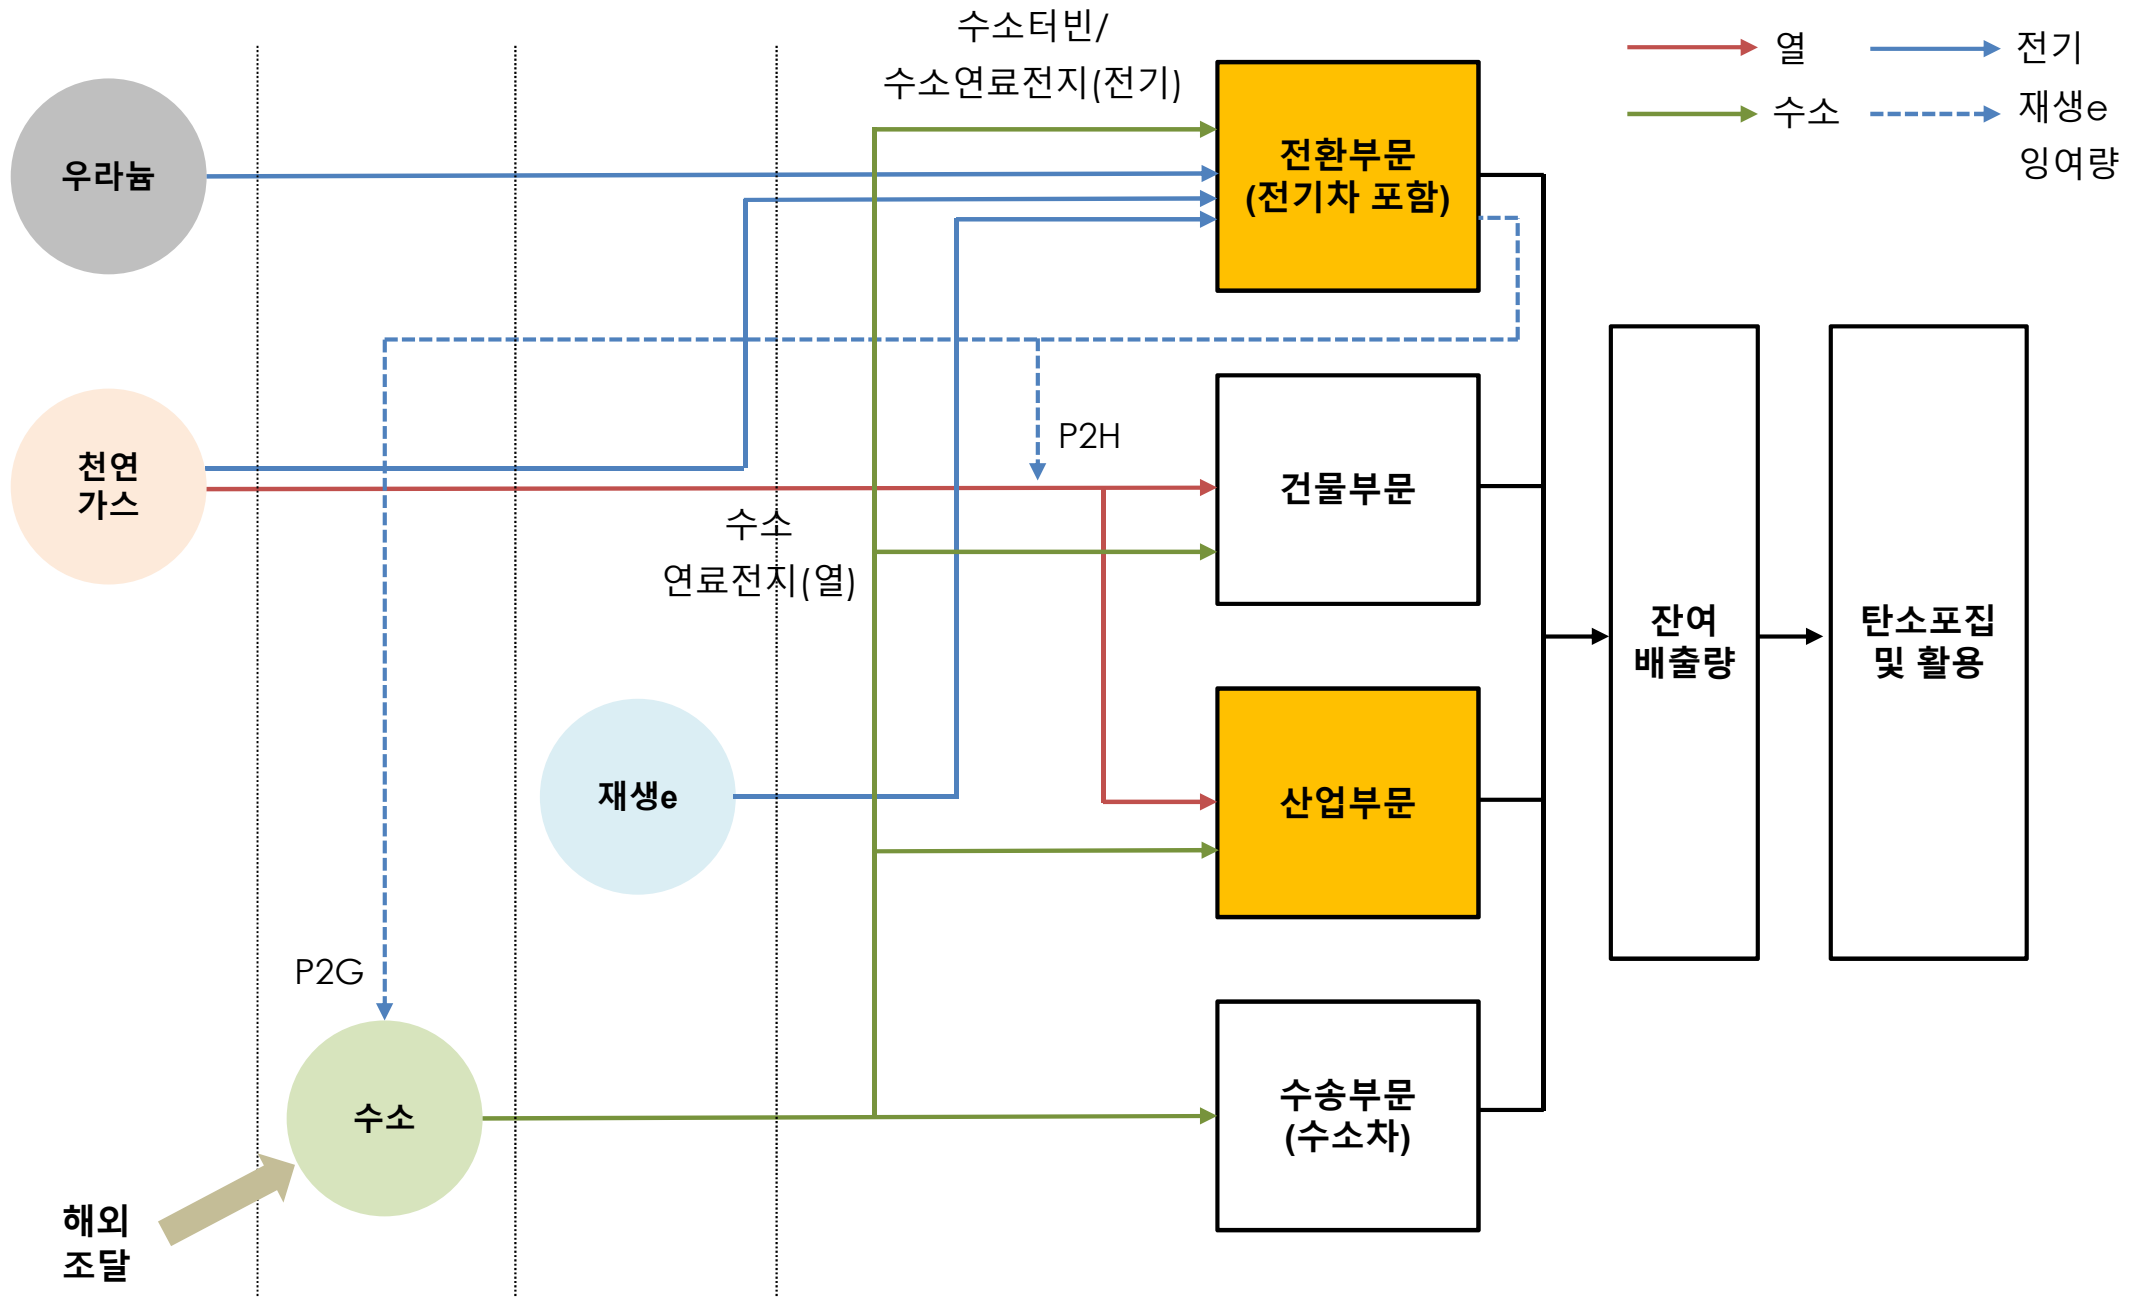 수소터빈/
수소연료전지(전기)
열
전기
수소
재생e
잉여량
우라늄
전환부문
(전기차 포함)
천연
가스
P2H
건물부문
수소
연료전지(열)
잔여
배출량
탄소포집
및 활용
재생e
산업부문
P2G
수소
수송부문
(수소차)
해외
조달